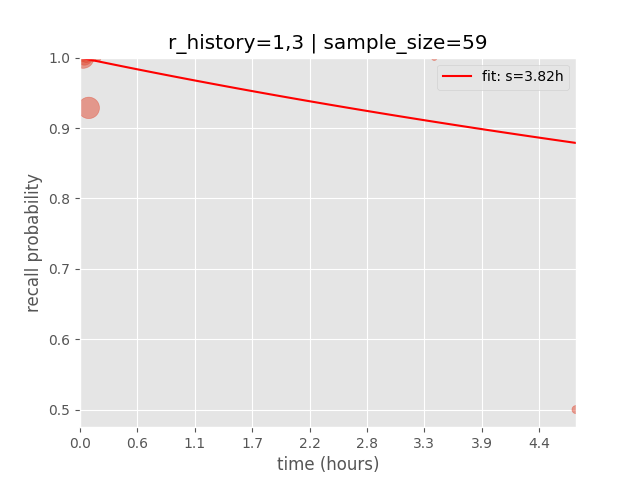 r_history=1,3 | sample_size=59
fit: s=3.82h
1.0
0.9
0.8
0.7
0.6
0.5
recall probability
0.0 0.6 1.1 1.7 2.2 2.8 3.3 3.9 4.4
time (hours)